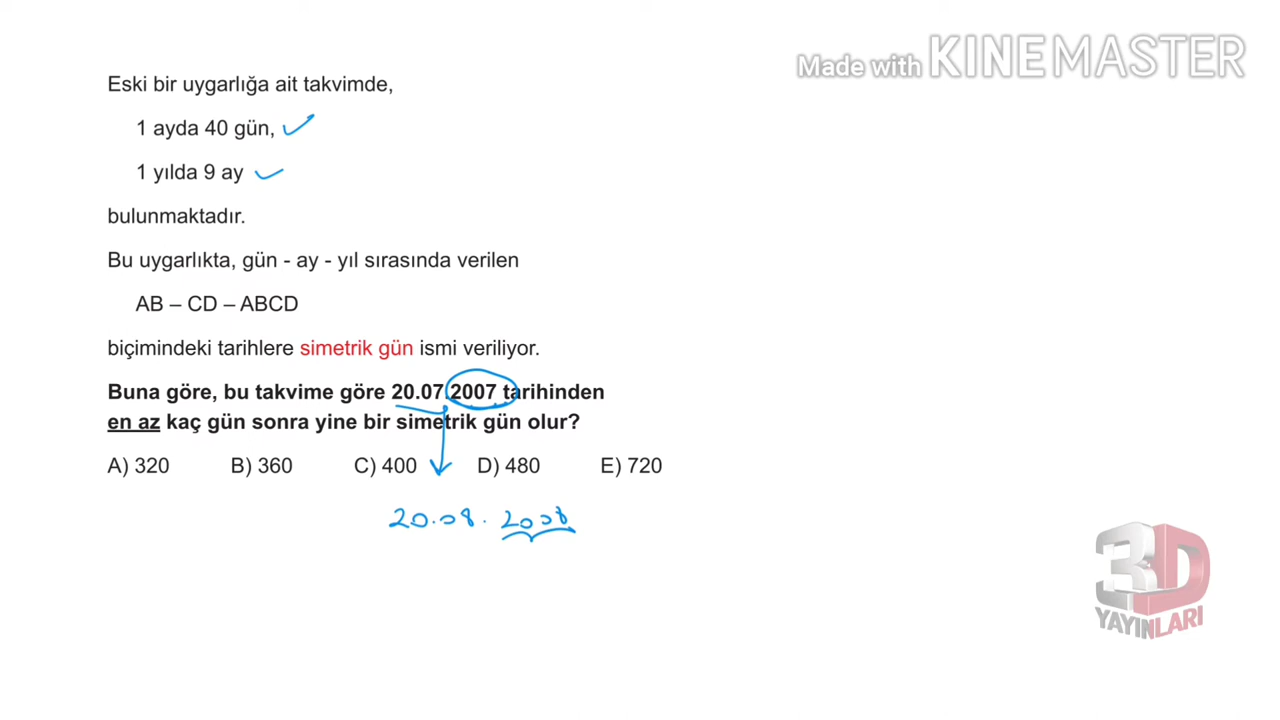 Made with KINEMASTER
Eski bir uygarlığa ait takvimde,
1 ayda 40 gün,
1 yılda 9 ay
bulunmaktadır.
Bu uygarlıkta, gün - ay - yıl sırasında verilen
AB – CD – ABCD
biçimindeki tarihlere simetrik gün ismi veriliyor.
Buna göre, bu takvime göre 20.07.2007 tarihinden
en az kaç gün sonra yine bir simetrik gün olur?
A) 320 B) 360 C) 400 D) 480 E) 720
20.08.2008
3D
YAYINLARI